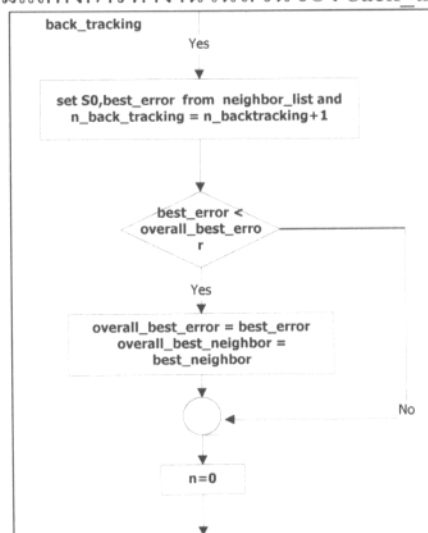 back_tracking
Yes
set S0,best_error from neighbor_list and
n_back_tracking = n_backtracking+1
best_error <
overall_best_erro
r
Yes
overall_best_error = best_error
overall_best_neighbor =
best_neighbor
No
n=0